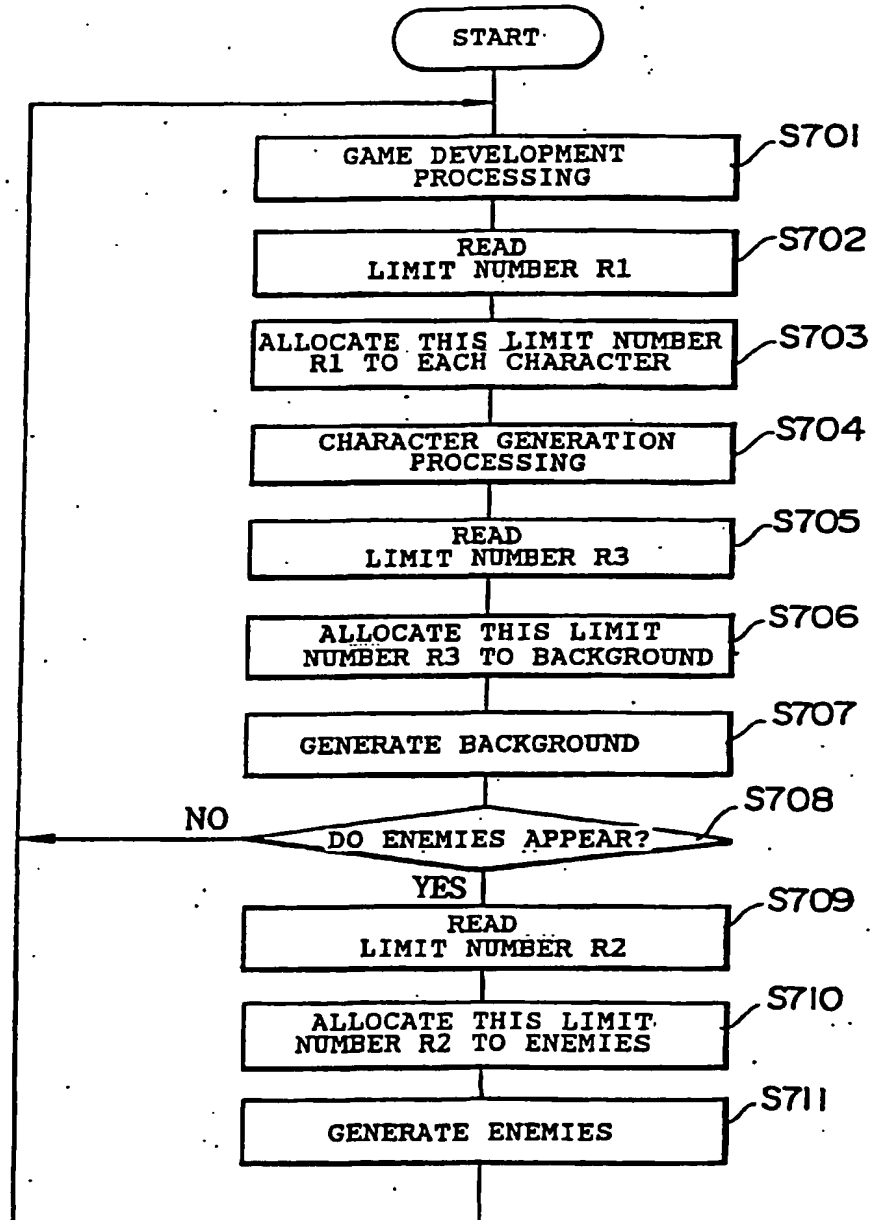 START
S701
GAME DEVELOPMENT
PROCESSING
S702
READ
LIMIT NUMBER R1
S703
ALLOCATE THIS LIMIT NUMBER
R1 TO EACH CHARACTER
S704
CHARACTER GENERATION
PROCESSING
S705
READ
LIMIT NUMBER R3
S706
ALLOCATE THIS LIMIT
NUMBER R3 TO BACKGROUND
S707
GENERATE BACKGROUND
S708
NO
DO ENEMIES APPEAR?
YES
S709
READ
LIMIT NUMBER R2
S710
ALLOCATE THIS LIMIT
NUMBER R2 TO ENEMIES
S711
GENERATE ENEMIES